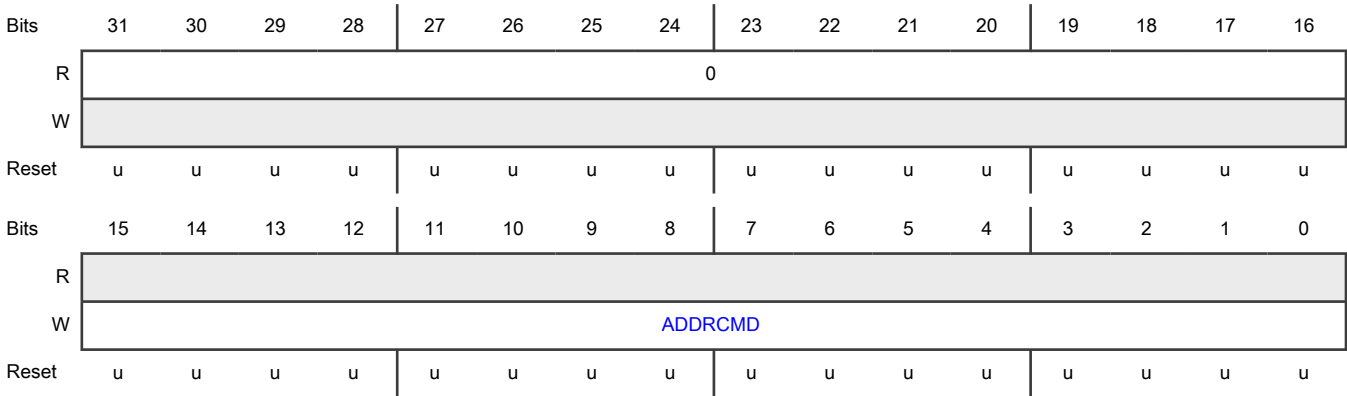 Bits 31 30 29 28 27 26 25 24 23 22 21 20 19 18 17 16
R 0
W
Reset u u u u u u u u u u u u u u u u
Bits 15 14 13 12 11 10 9 8 7 6 5 4 3 2 1 0
R
W ADDRCMD
Reset u u u u u u u u u u u u u u u u